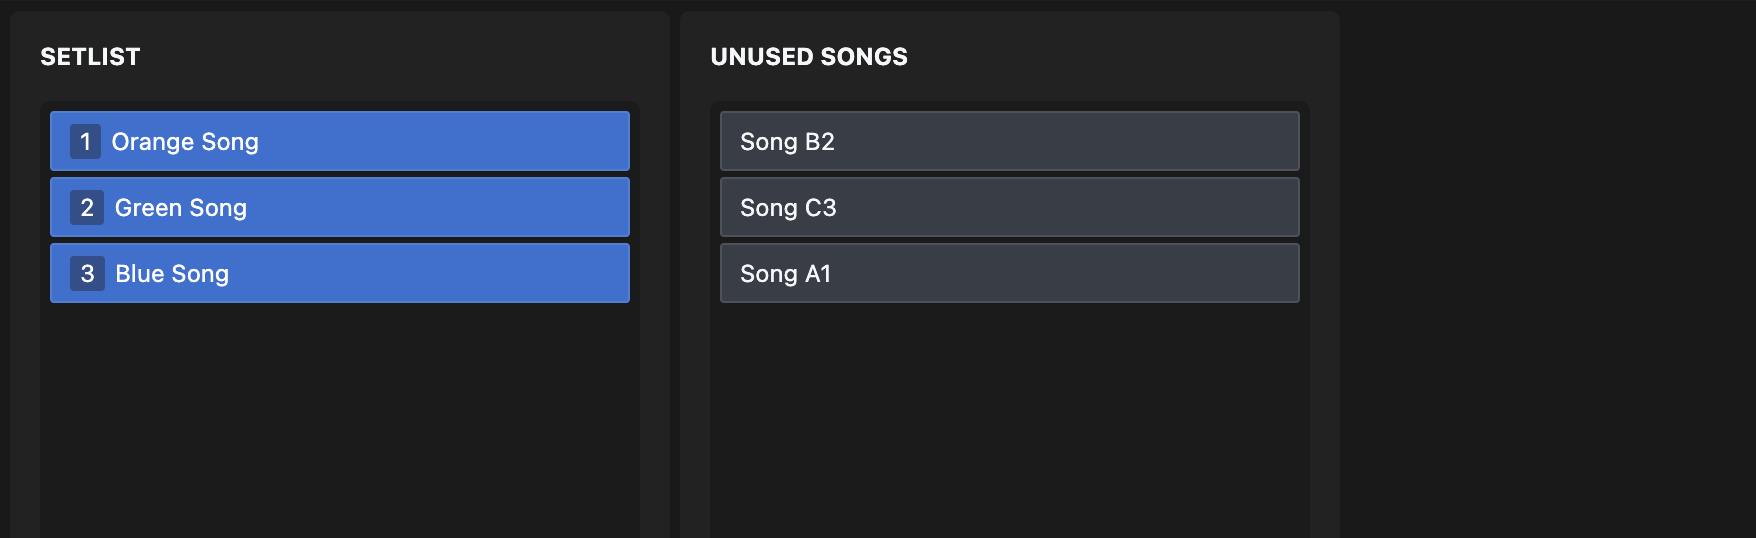 SETLIST
1 Orange Song
2 Green Song
3 Blue Song
UNUSED SONGS
Song B2
Song C3
Song A1